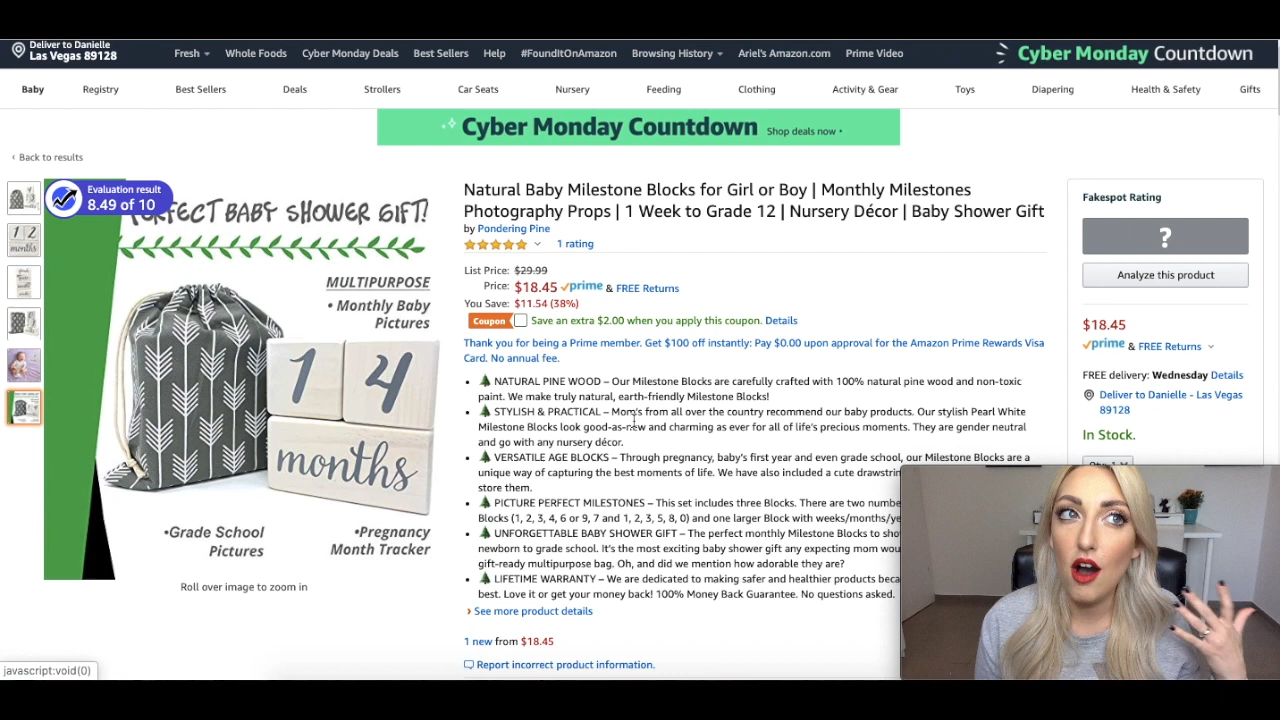 Deliver to Danielle
Las Vegas 89128
Fresh
Whole Foods
Cyber Monday Deals
Best Sellers
Help
#FoundItOnAmazon
Browsing History
Ariel's Amazon.com
Prime Video
Cyber Monday Countdown
Baby
Registry
Best Sellers
Deals
Strollers
Car Seats
Nursery
Feeding
Clothing
Activity & Gear
Toys
Diapering
Health & Safety
Gifts
Cyber Monday Countdown Shop deals now
‹ Back to results
Evaluation result
8.49 of 10
PERFECT BABY SHOWER GIFT!
MULTIPURPOSE
• Monthly Baby
Pictures
1 4
months
•Grade School
Pictures
•Pregnancy
Month Tracker
1 2
months
Roll over image to zoom in
Natural Baby Milestone Blocks for Girl or Boy | Monthly Milestones
Photography Props | 1 Week to Grade 12 | Nursery Décor | Baby Shower Gift
by Pondering Pine
1 rating
List Price: $29.99
Price: $18.45 prime & FREE Returns
You Save: $11.54 (38%)
Coupon Save an extra $2.00 when you apply this coupon. Details
Thank you for being a Prime member. Get $100 off instantly: Pay $0.00 upon approval for the Amazon Prime Rewards Visa
Card. No annual fee.
• NATURAL PINE WOOD – Our Milestone Blocks are carefully crafted with 100% natural pine wood and non-toxic
paint. We make truly natural, earth-friendly Milestone Blocks!
• STYLISH & PRACTICAL – Mom's from all over the country recommend our baby products. Our stylish Pearl White
Milestone Blocks look good-as-new and charming as ever for all of life's precious moments. They are gender neutral
and go with any nursery décor.
• VERSATILE AGE BLOCKS – Through pregnancy, baby's first year and even grade school, our Milestone Blocks are a
unique way of capturing the best moments of life. We have also included a cute
store them.
• PICTURE PERFECT MILESTONES – This set includes three Blocks. There are two
Blocks (1, 2, 3, 4, 6 or 9, 7 and 1, 2, 3, 5, 8, 0) and one larger Block with
• UNFORGETTABLE BABY SHOWER GIFT – The perfect monthly Milestone Blocks to
newborn to grade school. It's the most exciting baby shower gift any expecting mom
gift-ready multipurpose bag. Oh, and did we mention how adorable they are?
• LIFETIME WARRANTY – We are dedicated to making safer and healthier products
best. Love it or get your money back! 100% Money Back Guarantee. No questions asked.
› See more product details
1 new from $18.45
Report incorrect product information.
Fakespot Rating
?
Analyze this product
$18.45
prime & FREE Returns
FREE delivery: Wednesday Details
Deliver to Danielle - Las Vegas
89128
In Stock.
javascript:void(0)